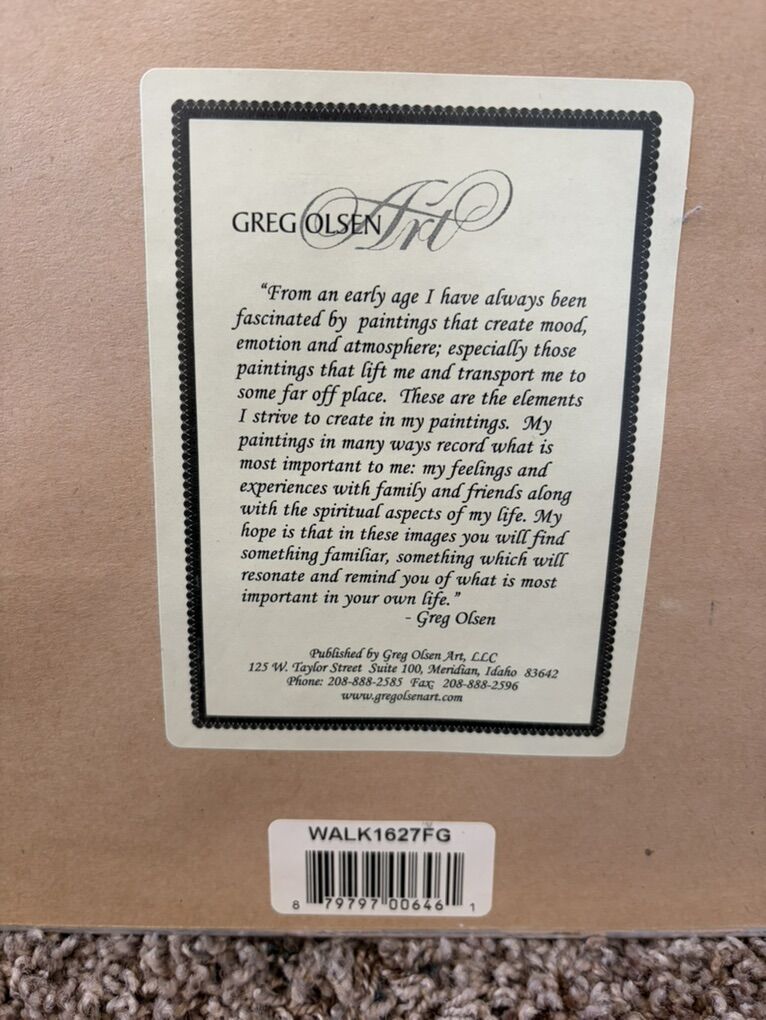 GREG OLSEN Art
“From an early age I have always been
fascinated by paintings that create mood,
emotion and atmosphere; especially those
paintings that lift me and transport me to
some far off place. These are the elements
I strive to create in my paintings. My
paintings in many ways record what is
most important to me: my feelings and
experiences with family and friends along
with the spiritual aspects of my life. My
hope is that in these images you will find
something familiar, something which will
resonate and remind you of what is most
important in your own life.”
- Greg Olsen
Published by Greg Olsen Art, LLC
125 W. Taylor Street Suite 100, Meridian, Idaho 83642
Phone: 208-888-2585 Fax: 208-888-2596
www.gregolsenart.com
WALK1627FG
8 79797 00646 1